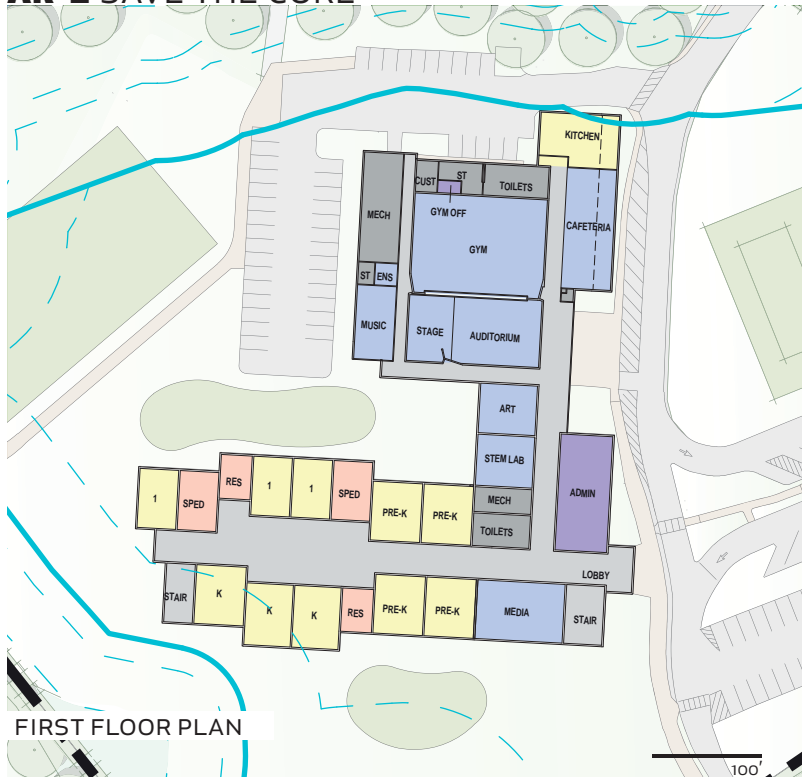 SAVE THE CORE
KITCHEN
CUST
ST
TOILETS
MECH
GYM OFF
CAFETERIA
GYM
ST
ENS
MUSIC
STAGE
AUDITORIUM
ART
STEM LAB
RES
1
1
1
SPED
SPED
PRE-K
PRE-K
MECH
ADMIN
TOILETS
LOBBY
STAIR
K
K
K
RES
PRE-K
PRE-K
MEDIA
STAIR
FIRST FLOOR PLAN
100'